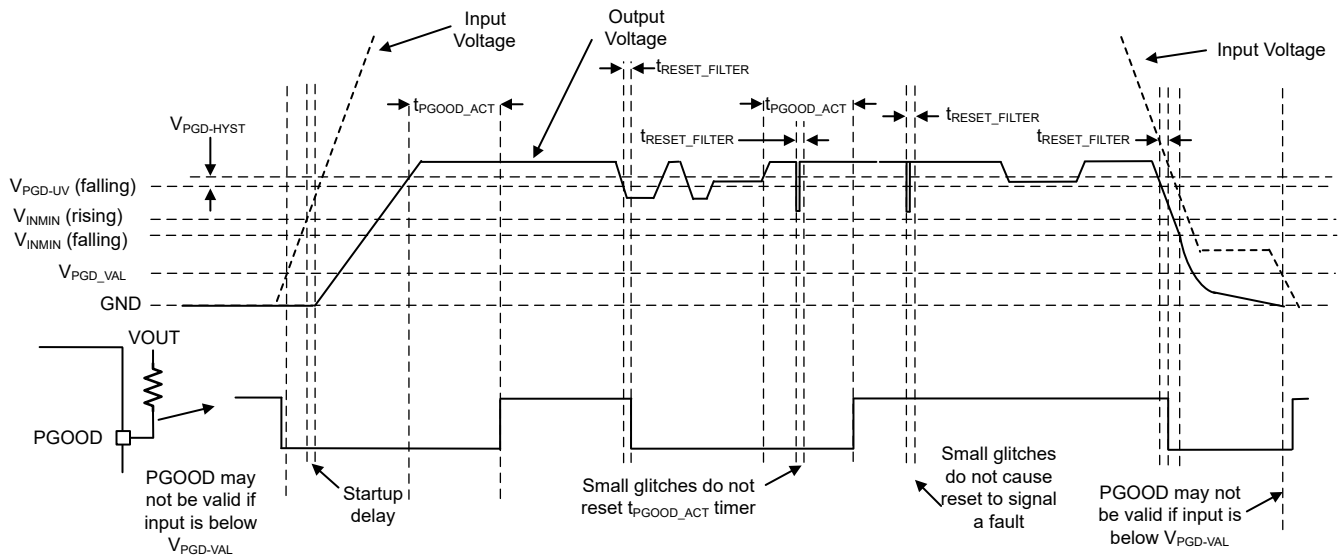 Input
Voltage
Output
Voltage
Input Voltage
tRESET_FILTER
tPGOOD_ACT
tPGOOD_ACT
tRESET_FILTER
tRESET_FILTER
tRESET_FILTER
VPGD-HYST
VPGD-UV (falling)
VINMIN (rising)
VINMIN (falling)
VPGD_VAL
GND
VOUT
PGOOD
PGOOD may
not be valid if
input is below
VPGD-VAL
Startup
delay
Small glitches do not
reset tPGOOD_ACT timer
Small glitches
do not cause
reset to signal
a fault
PGOOD may not
be valid if input is
below VPGD-VAL